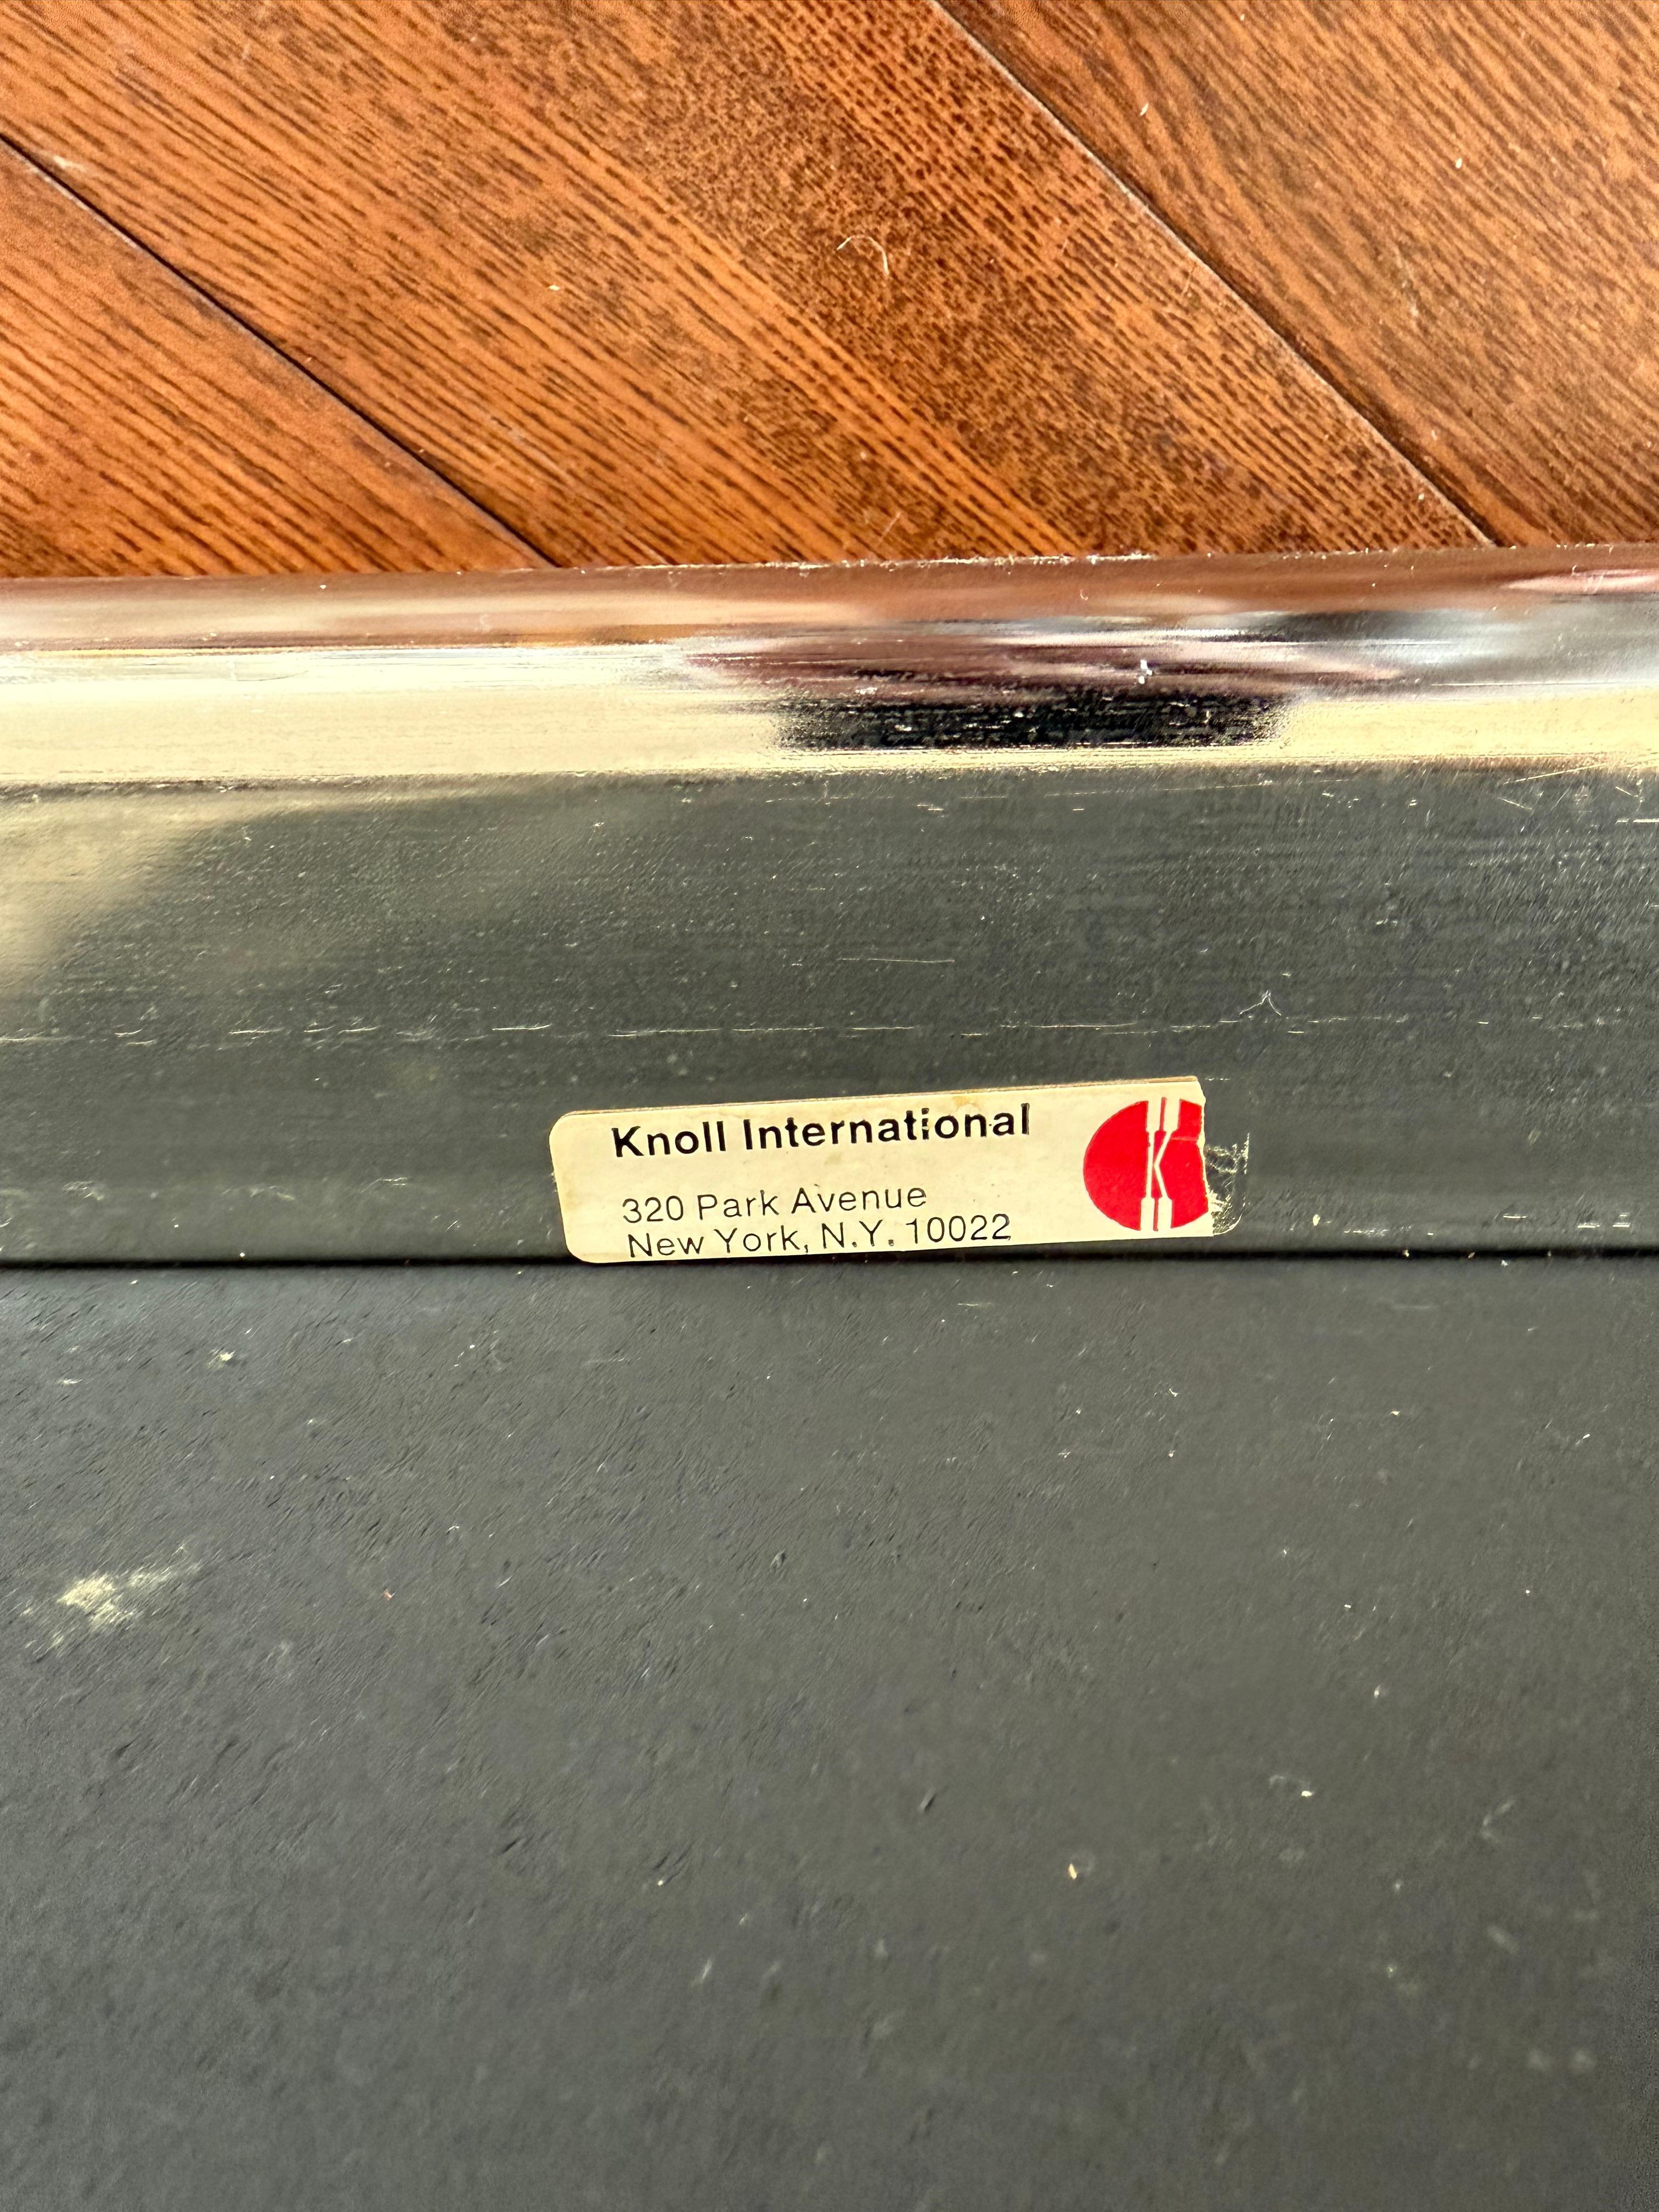 Knoll International
K
320 Park Avenue
New York, N.Y. 10022